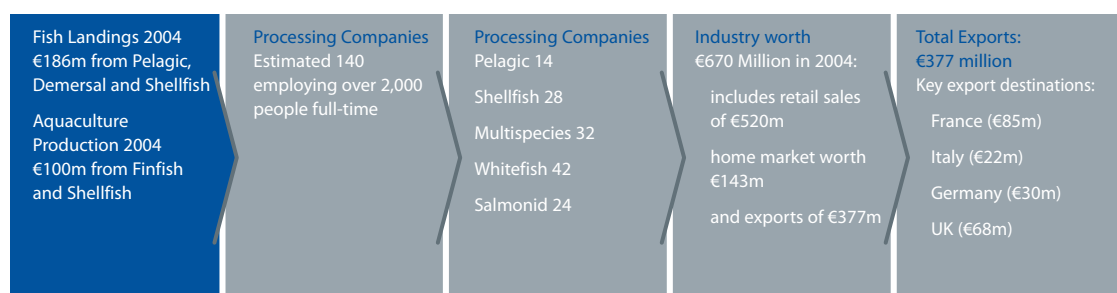 Fish Landings 2004
€186m from Pelagic,
Demersal and Shellfish
Aquaculture
Production 2004
€100m from Finfish
and Shellfish
Processing Companies
Estimated 140
employing over 2,000
people full-time
Processing Companies
Pelagic 14
Shellfish 28
Multispecies 32
Whitefish 42
Salmonid 24
Industry worth
€670 Million in 2004:
includes retail sales
of €520m
home market worth
€143m
and exports of €377m
Total Exports:
€377 million
Key export destinations:
France (€85m)
Italy (€22m)
Germany (€30m)
UK (€68m)